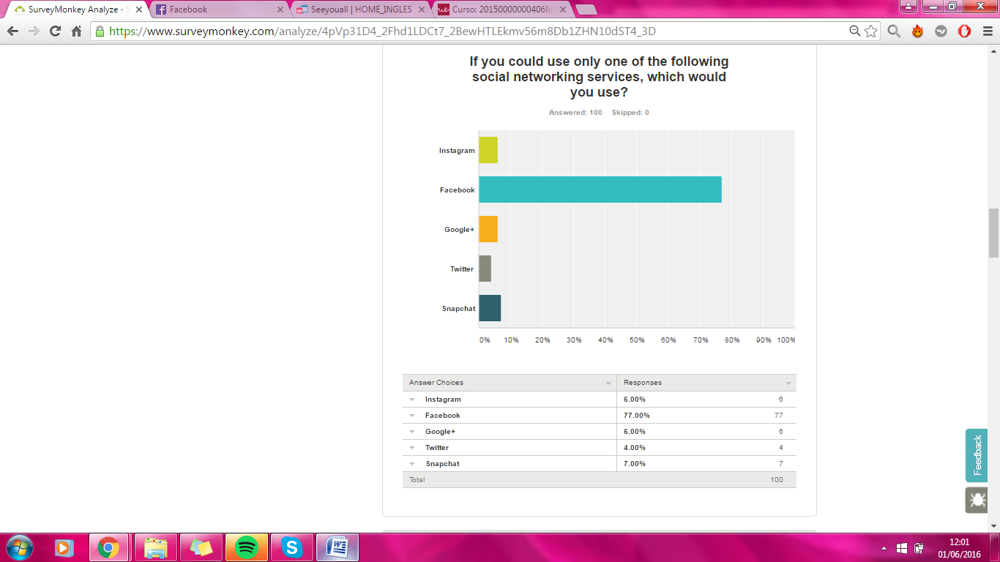 SurveyMonkey Analyze - S
Facebook
Seeyouall | HOME_INGLES
Curso: 20150000000406M
https://www.surveymonkey.com/analyze/4pVp31D4_2Fhd1LDCt7_2BewHTLEkmv56m8Db1ZHN10dST4_3D
If you could use only one of the following
social networking services, which would
you use?
Answered: 100 Skipped: 0
Instagram
Facebook
Google+
Twitter
Snapchat
0% 10% 20% 30% 40% 50% 60% 70% 80% 90% 100%
Answer Choices Responses
Instagram 6.00% 6
Facebook 77.00% 77
Google+ 6.00% 6
Twitter 4.00% 4
Snapchat 7.00% 7
Total 100
Feedback
12:01
01/06/2016